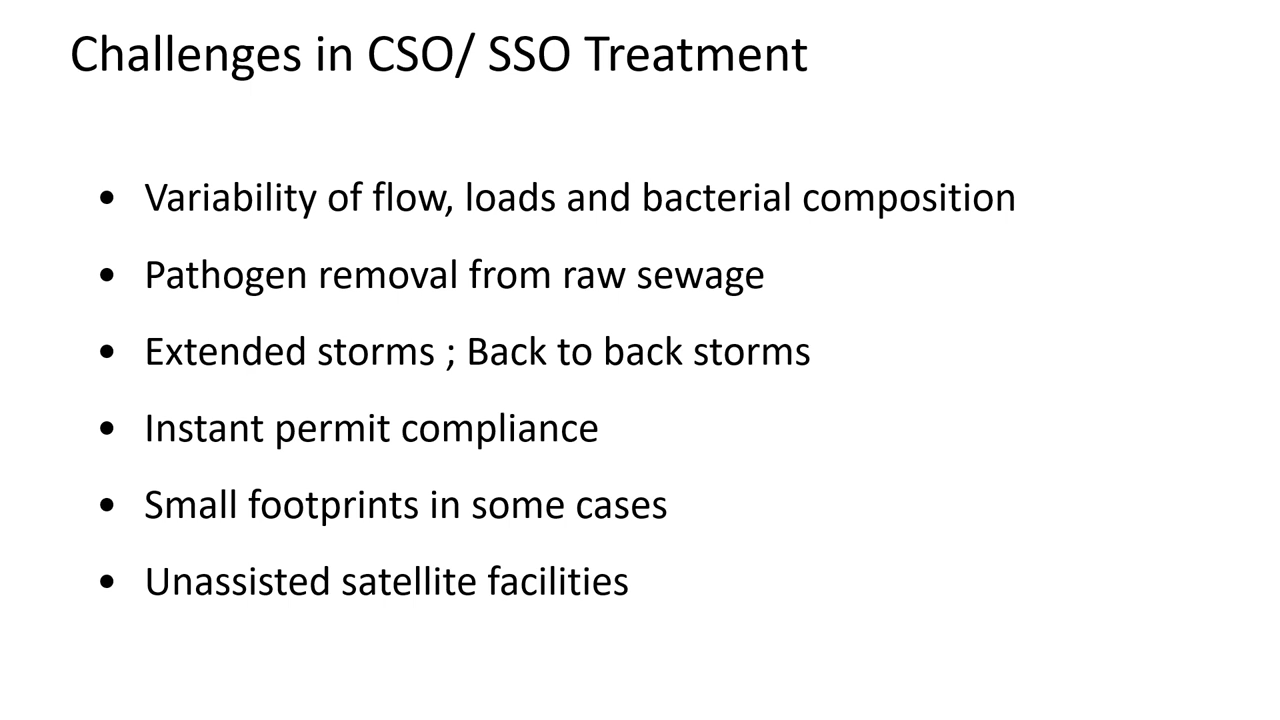 Challenges in CSO/ SSO Treatment
• Variability of flow, loads and bacterial composition
• Pathogen removal from raw sewage
• Extended storms ; Back to back storms
• Instant permit compliance
• Small footprints in some cases
• Unassisted satellite facilities